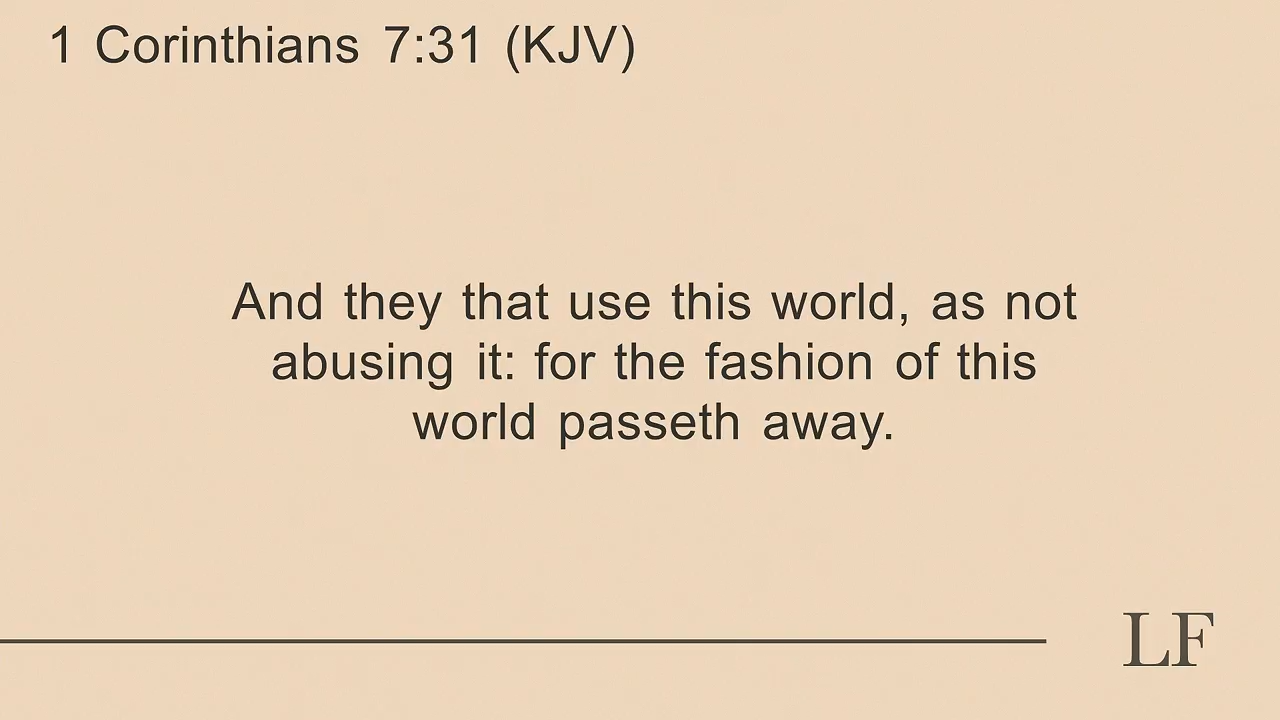 1 Corinthians 7:31 (KJV)
And they that use this world, as not
abusing it: for the fashion of this
world passeth away.
LF